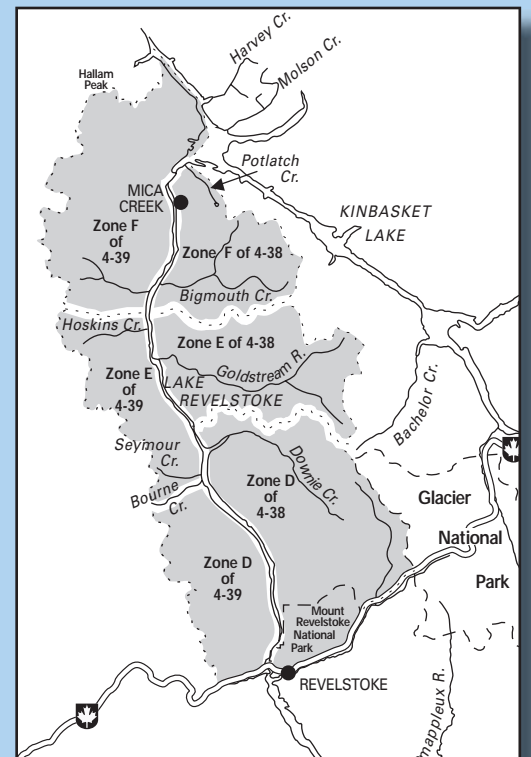 Harvey Cr.
Molson Cr.
Hallam
Peak
Potlatch
Cr.
MICA
CREEK
KINBASKET
LAKE
Zone F
of
4-39
Zone F of 4-38
Bigmouth Cr.
Hoskins Cr.
Zone E of 4-38
Goldstream R.
Zone E
of
4-39
LAKE
REVELSTOKE
Bachelor Cr.
Seymour
Cr.
Downie Cr.
Bourne
Cr.
Zone D
of
4-38
Glacier
National
Park
Zone D
of
4-39
Mount
Revelstoke
National
Park
REVELSTOKE
R.